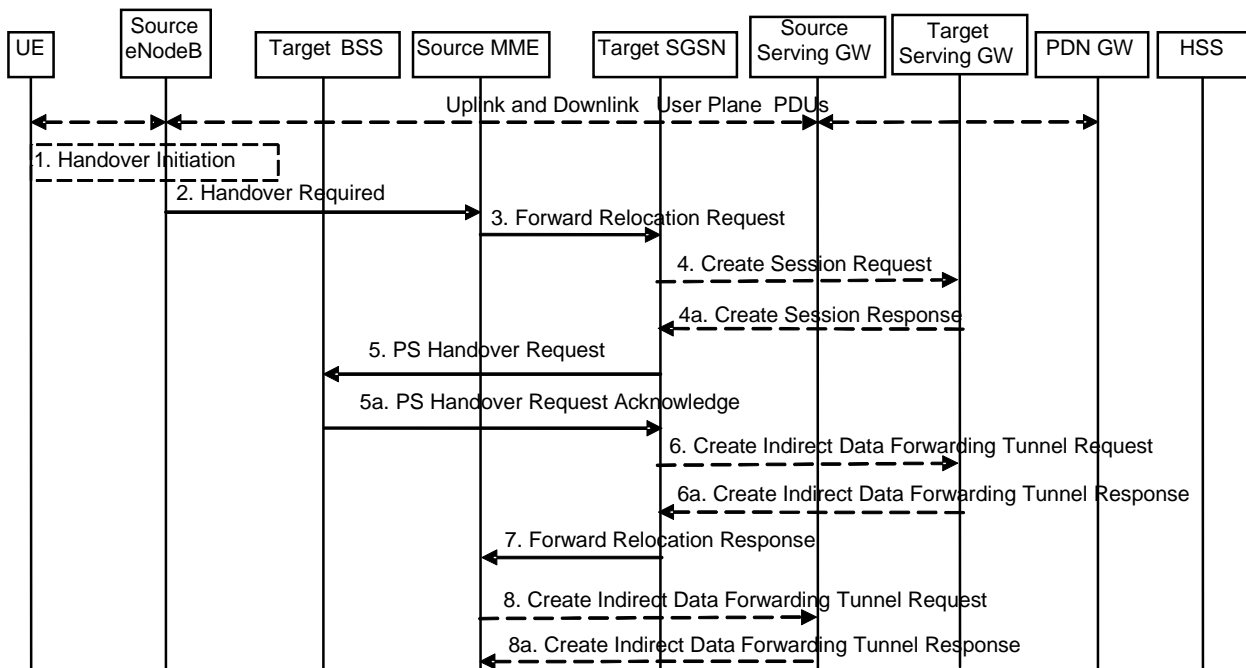 UE
Source
eNodeB
Target BSS
Source MME
Target SGSN
Source
Serving GW
Target
Serving GW
PDN GW
HSS
Uplink and Downlink User Plane PDUs
1. Handover Initiation
2. Handover Required
3. Forward Relocation Request
4. Create Session Request
4a. Create Session Response
5. PS Handover Request
5a. PS Handover Request Acknowledge
6. Create Indirect Data Forwarding Tunnel Request
6a. Create Indirect Data Forwarding Tunnel Response
7. Forward Relocation Response
8. Create Indirect Data Forwarding Tunnel Request
8a. Create Indirect Data Forwarding Tunnel Response